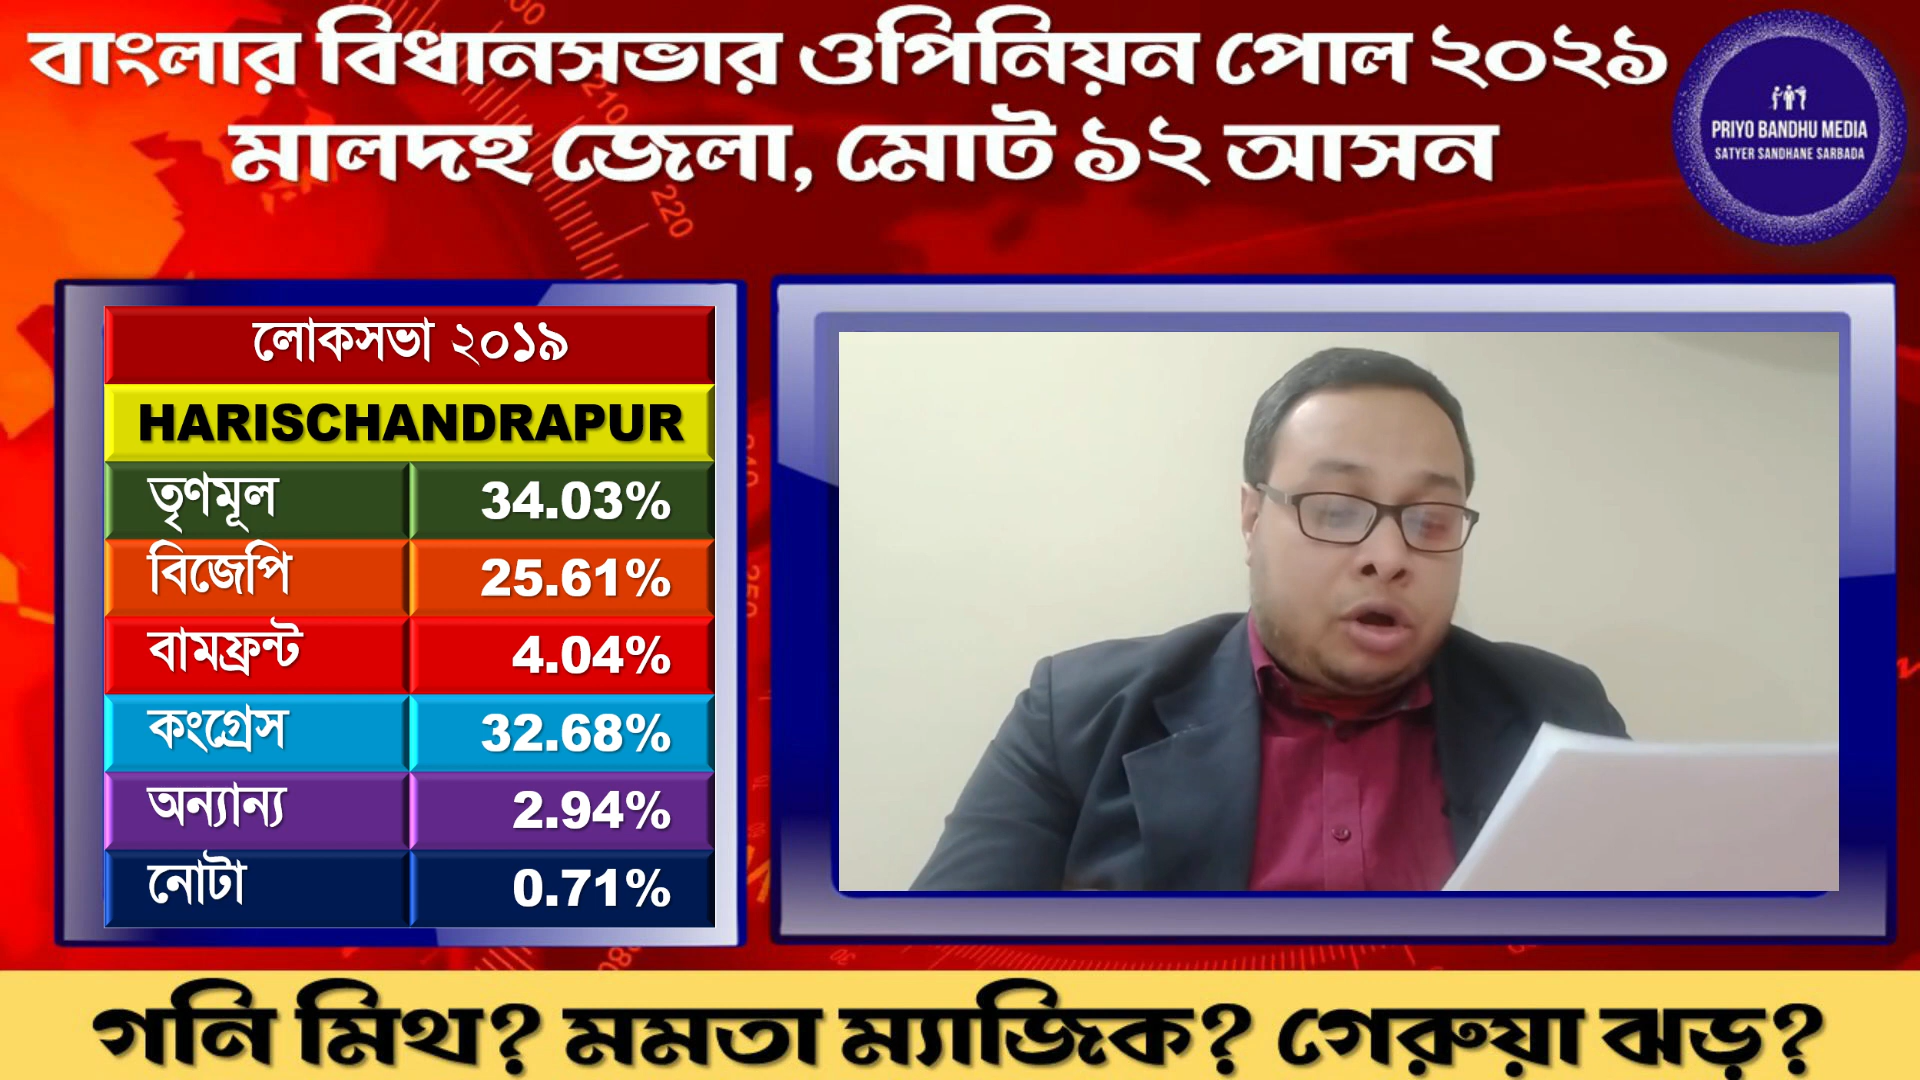 বাংলার বিধানসভার ওপিনিয়ন পোল ২০২১
মালদহ জেলা, মোট ১২ আসন
PRIYO BANDHU MEDIA
SATYER SANDHANE SARBADA
লোকসভা ২০১৯
HARISCHANDRAPUR
তৃণমূল 34.03%
বিজেপি 25.61%
বামফ্রন্ট 4.04%
কংগ্রেস 32.68%
অন্যান্য 2.94%
নোটা 0.71%
গনি মিথ? মমতা ম্যাজিক? গেরুয়া ঝড়?